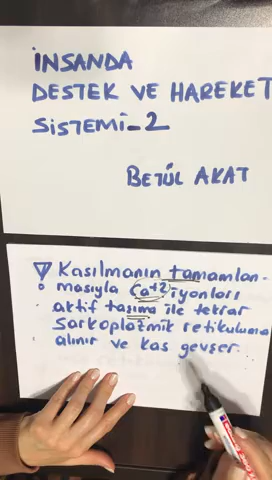 İNSANDA
DESTEK VE HAREKET
SİSTEMİ-2
BETÜL AKAT
Kasılmanın tamamlan-
masıyla Ca+2 iyonları
aktif taşıma ile tekrar
Sarkoplazmik retikuluma
alınır ve kas gevşer.